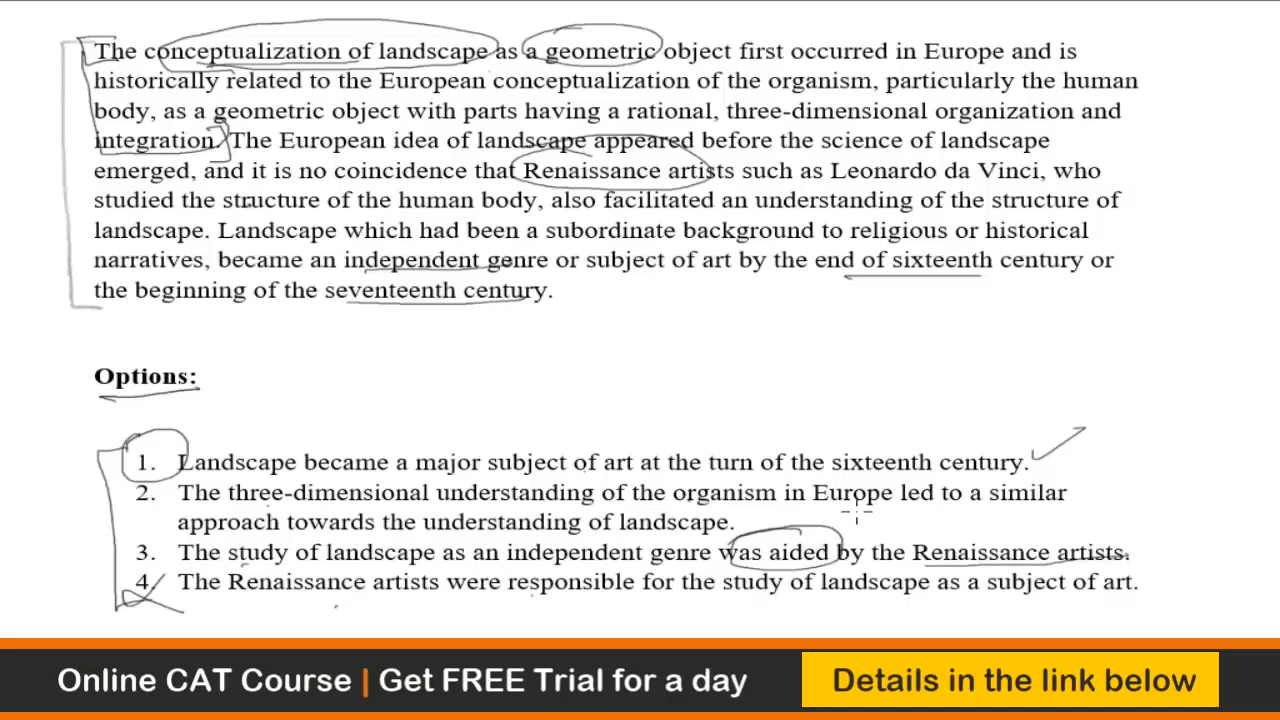 The conceptualization of landscape as a geometric object first occurred in Europe and is
historically related to the European conceptualization of the organism, particularly the human
body, as a geometric object with parts having a rational, three-dimensional organization and
integration. The European idea of landscape appeared before the science of landscape
emerged, and it is no coincidence that Renaissance artists such as Leonardo da Vinci, who
studied the structure of the human body, also facilitated an understanding of the structure of
landscape. Landscape which had been a subordinate background to religious or historical
narratives, became an independent genre or subject of art by the end of sixteenth century or
the beginning of the seventeenth century.
Options:
1. Landscape became a major subject of art at the turn of the sixteenth century.
2. The three-dimensional understanding of the organism in Europe led to a similar
approach towards the understanding of landscape.
3. The study of landscape as an independent genre was aided by the Renaissance artists.
4. The Renaissance artists were responsible for the study of landscape as a subject of art.
Online CAT Course | Get FREE Trial for a day
Details in the link below